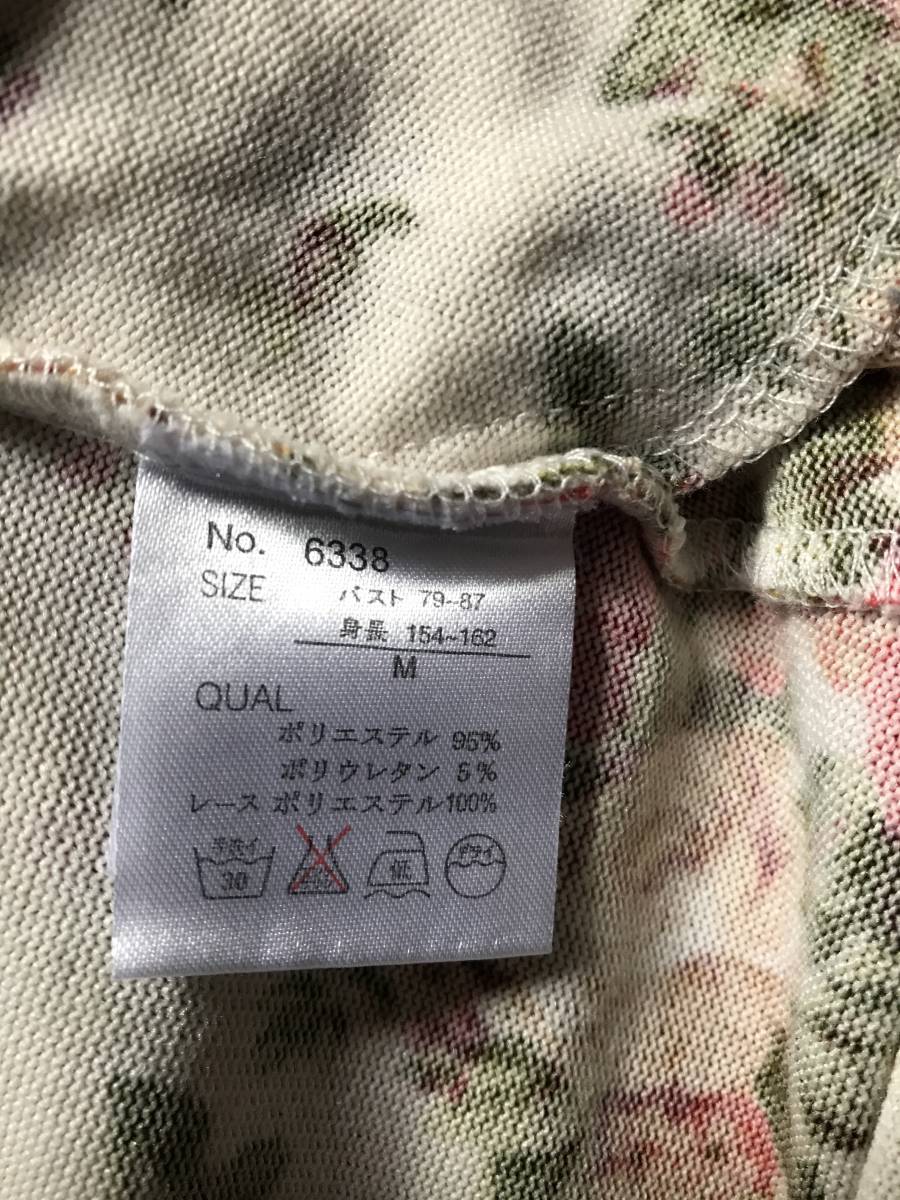 No. 6338
SIZE バスト 79-87
身長 154~162
M
QUAL
ポリエステル 95%
ポリウレタン 5%
レース ポリエステル100%
手洗イ 30 低 ドライ